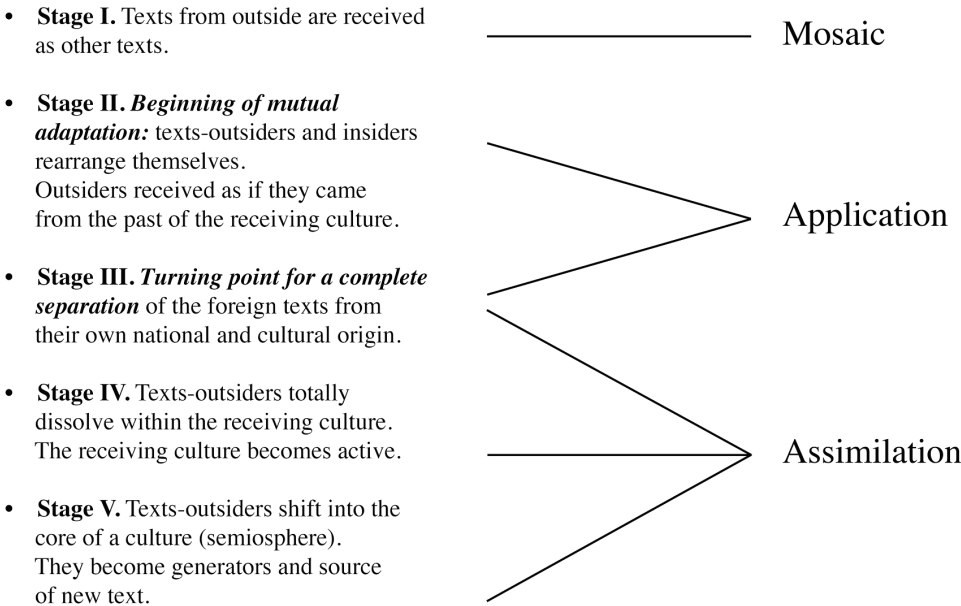 • Stage I. Texts from outside are received
as other texts.
• Stage II. Beginning of mutual
adaptation: texts-outsiders and insiders
rearrange themselves.
Outsiders received as if they came
from the past of the receiving culture.
• Stage III. Turning point for a complete
separation of the foreign texts from
their own national and cultural origin.
• Stage IV. Texts-outsiders totally
dissolve within the receiving culture.
The receiving culture becomes active.
• Stage V. Texts-outsiders shift into the
core of a culture (semiosphere).
They become generators and source
of new text.
Mosaic
Application
Assimilation